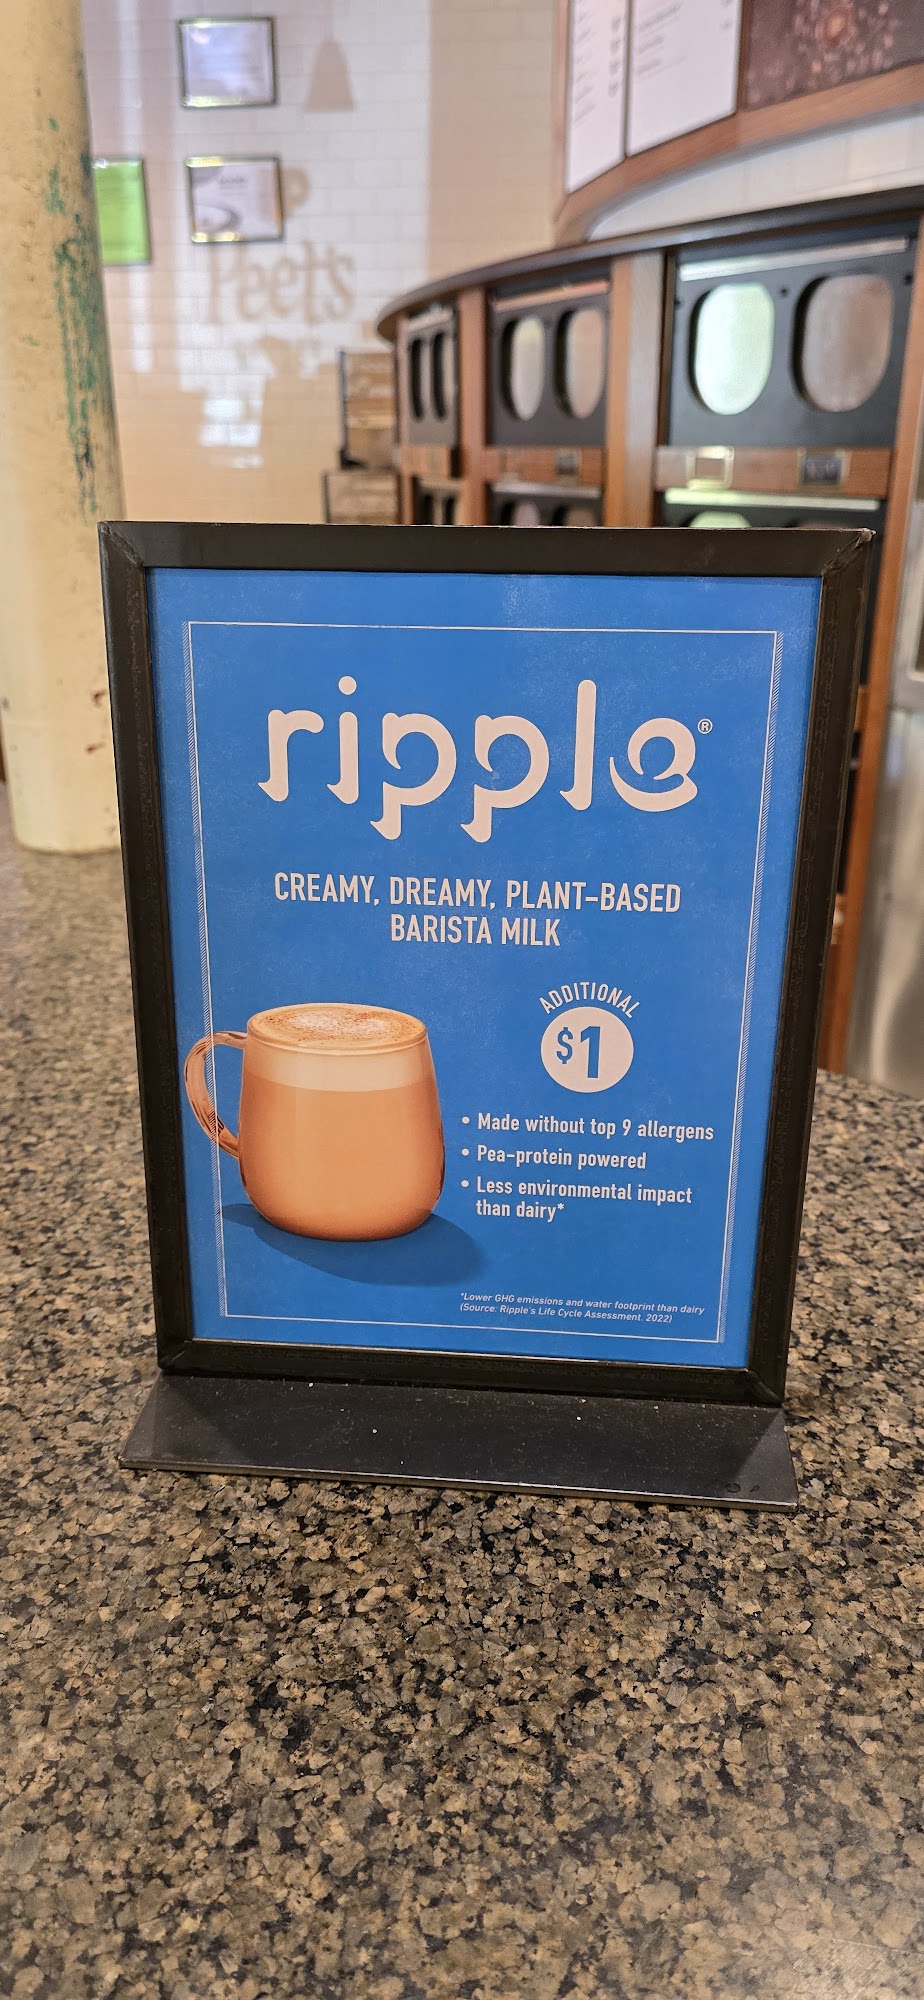 Peet's
ripple®
CREAMY, DREAMY, PLANT-BASED
BARISTA MILK
ADDITIONAL
$1
• Made without top 9 allergens
• Pea-protein powered
• Less environmental impact
than dairy*
*Lower GHG emissions and water footprint than dairy
(Source: Ripple's Life Cycle Assessment, 2022)